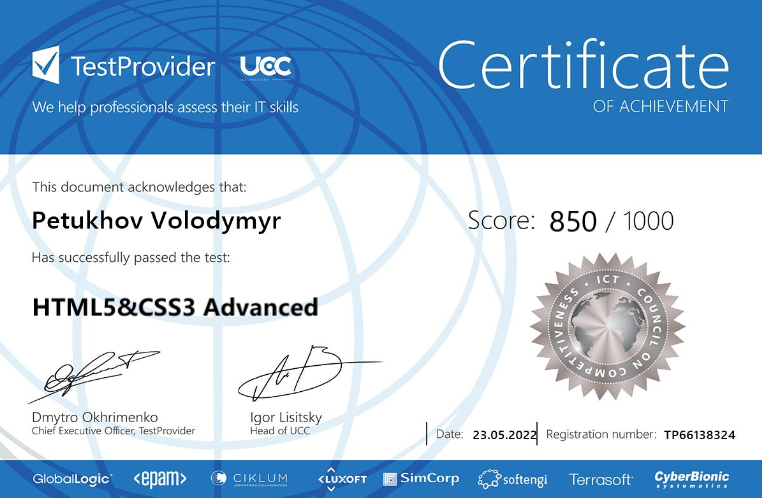 TestProvider UCC
We help professionals assess their IT skills
Certificate
OF ACHIEVEMENT
This document acknowledges that:
Petukhov Volodymyr
Score: 850 / 1000
Has successfully passed the test:
HTML5&CSS3 Advanced
ICT • COUNCIL ON COMPETITIVENESS •
Dmytro Okhrimenko
Chief Executive Officer, TestProvider
Igor Lisitsky
Head of UCC
Date: 23.05.2022
Registration number: TP66138324
GlobalLogic® <epam> CIKLUM LUXOFT SimCorp softengi Terrasoft® CyberBionic systematics